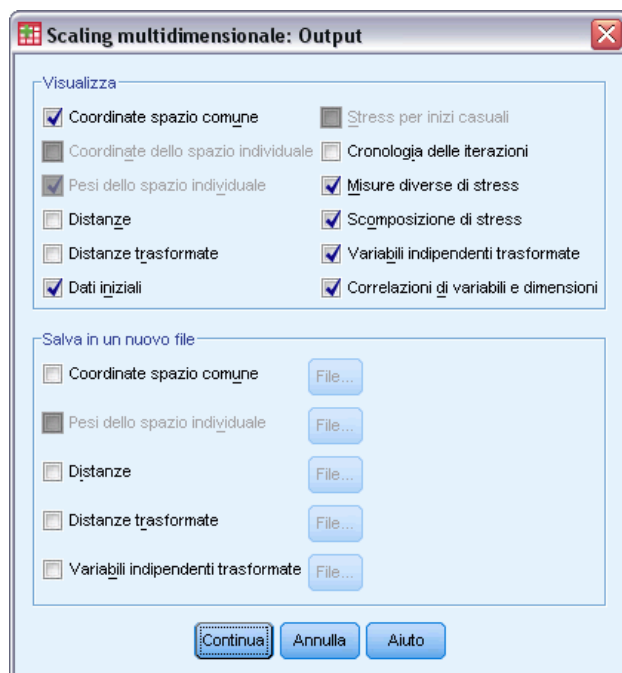 Scaling multidimensionale: Output
Visualizza
Coordinate spazio comune
Coordinate dello spazio individuale
Pesi dello spazio individuale
Distanze
Distanze trasformate
Dati iniziali
Stress per inizi casuali
Cronologia delle iterazioni
Misure diverse di stress
Scomposizione di stress
Variabili indipendenti trasformate
Correlazioni di variabili e dimensioni
Salva in un nuovo file
Coordinate spazio comune File...
Pesi dello spazio individuale File...
Distanze File...
Distanze trasformate File...
Variabili indipendenti trasformate File...
Continua Annulla Aiuto